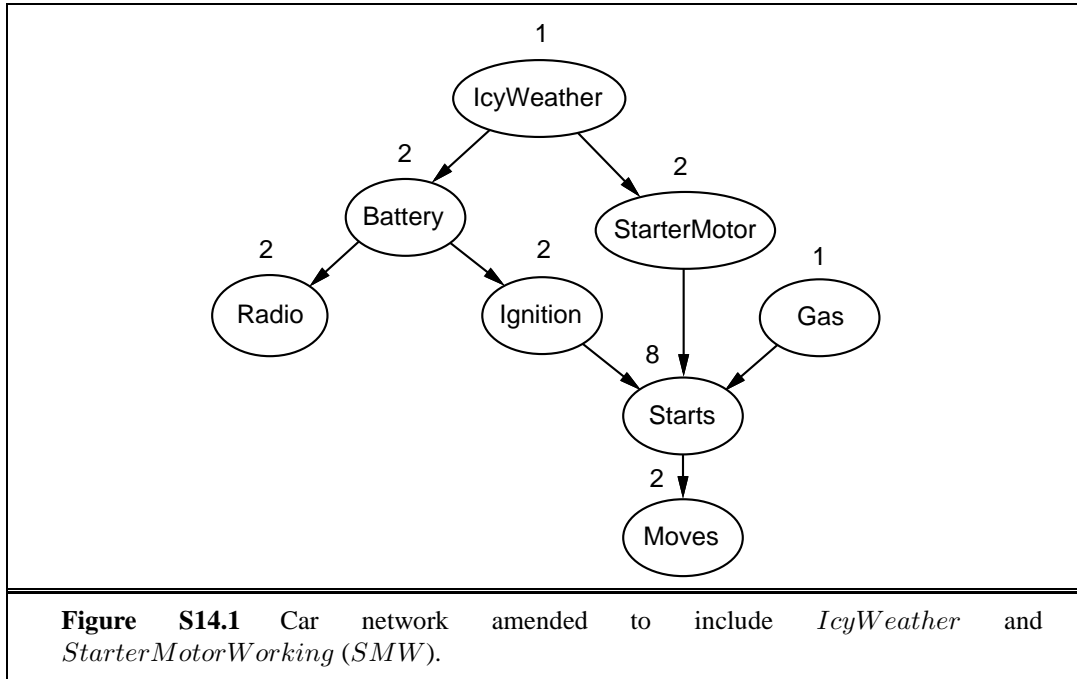 1
IcyWeather
2
2
Battery
StarterMotor
2
2
1
Radio
Ignition
Gas
8
Starts
2
Moves
Figure S14.1 Car network amended to include IcyWeather and
StarterMotorWorking (SMW).